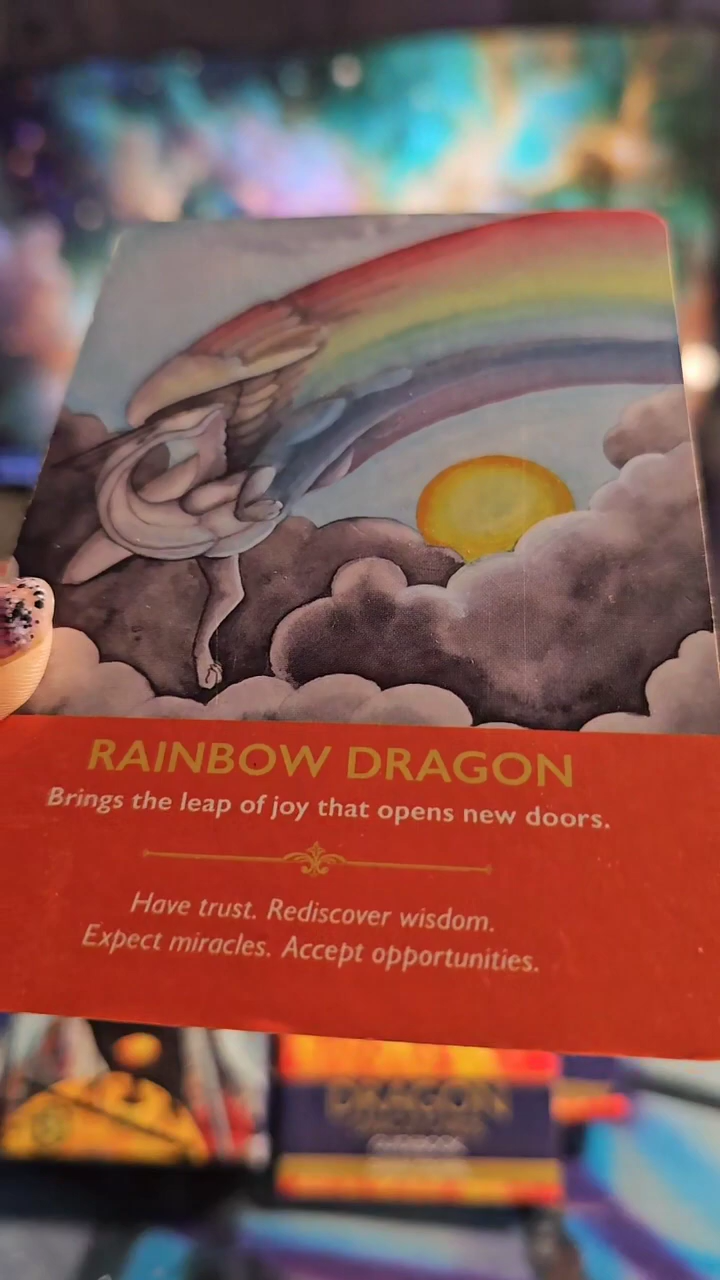 RAINBOW DRAGON
Brings the leap of joy that opens new doors.
Have trust. Rediscover wisdom.
Expect miracles. Accept opportunities.
DRAGON